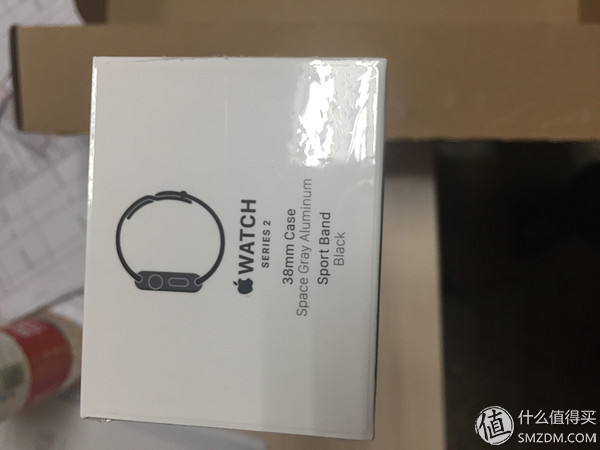 WATCH
SERIES 2
38mm Case
Space Gray Aluminum
Sport Band
Black
值 什么值得买
SMZDM.COM